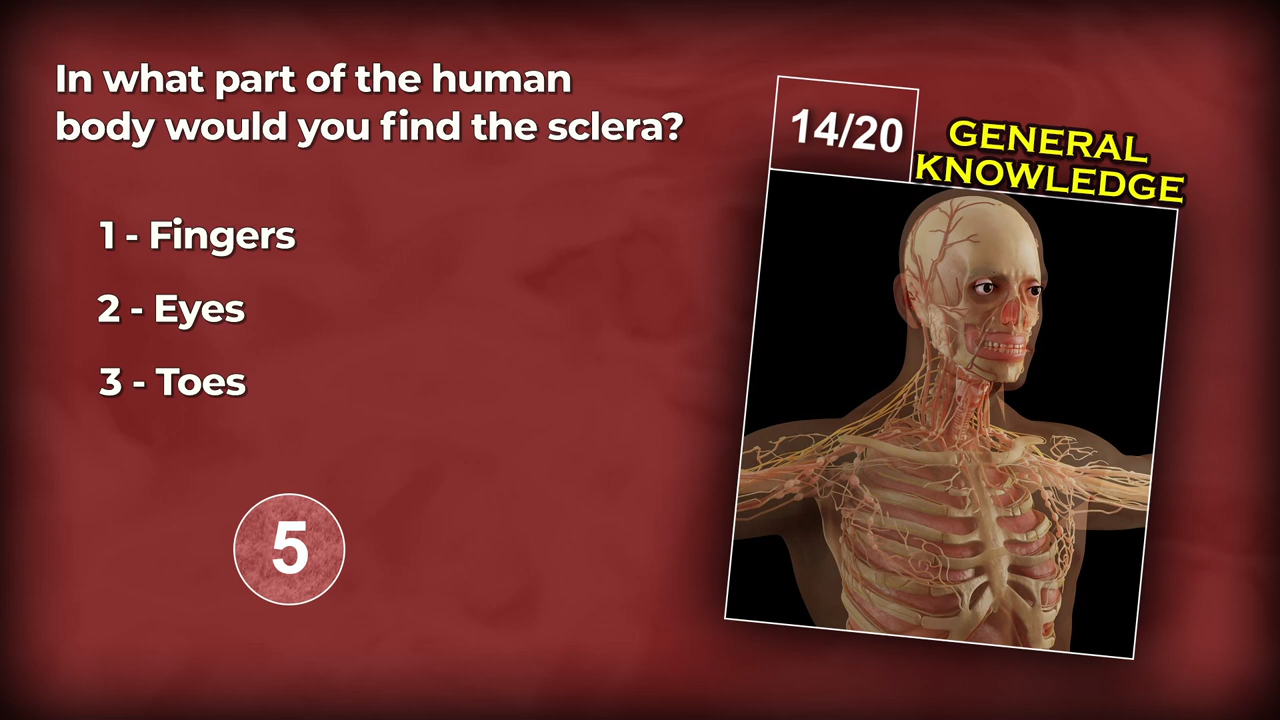 In what part of the human
body would you find the sclera?
1 - Fingers
2 - Eyes
3 - Toes
5
14/20
GENERAL
KNOWLEDGE